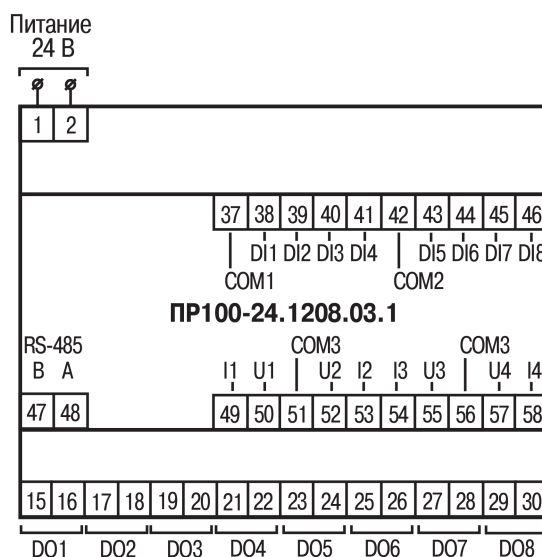 Питание
24 В
1 2
37 38 39 40 41 42 43 44 45 46
DI1 DI2 DI3 DI4 DI5 DI6 DI7 DI8
COM1 COM2
ПР100-24.1208.03.1
RS-485 COM3 COM3
B A I1 U1 U2 I2 I3 U3 U4 I4
47 48 49 50 51 52 53 54 55 56 57 58
15 16 17 18 19 20 21 22 23 24 25 26 27 28 29 30
DO1 DO2 DO3 DO4 DO5 DO6 DO7 DO8